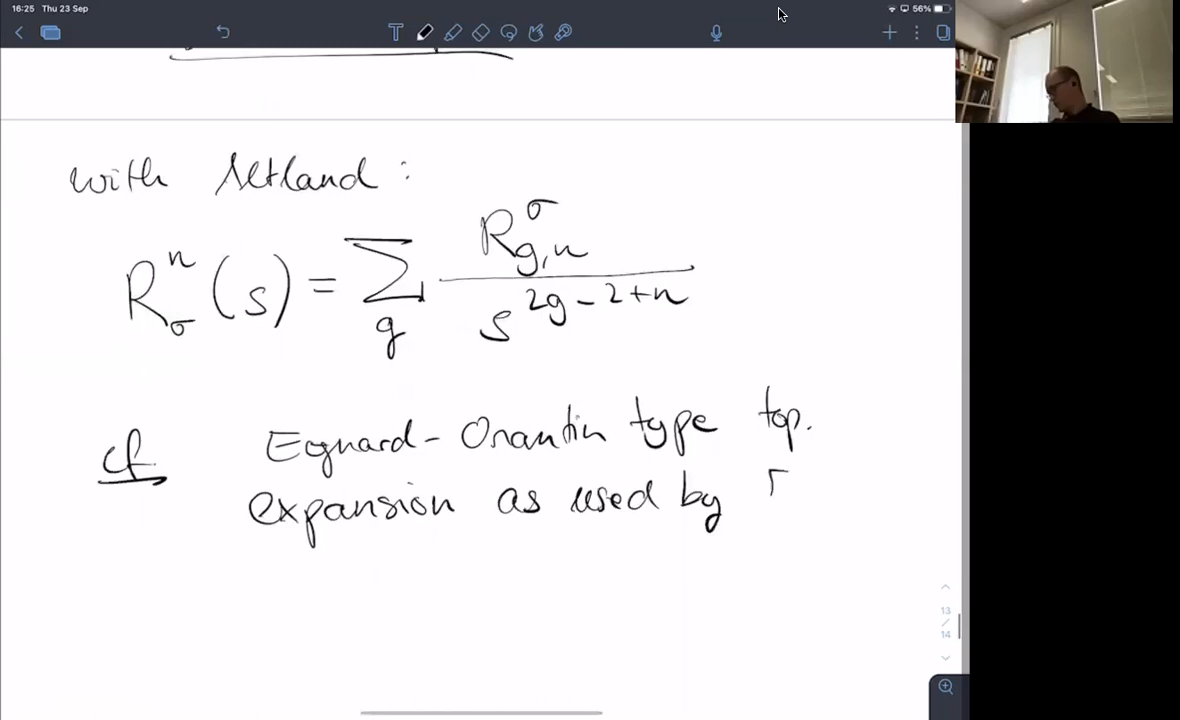 16:25 Thu 23 Sep
56%
with Altland:
R^n_σ(s) = Σ_g R^σ_{g,n} / s^{2g-2+n}
cf Eynard-Orantin type top.
expansion as used by
13
/
14